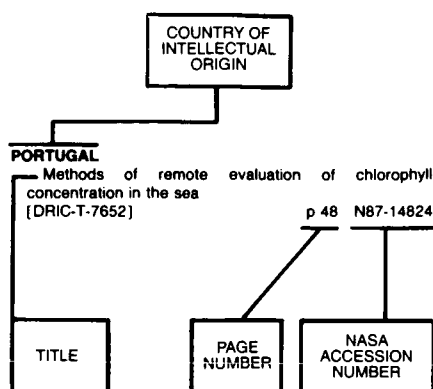 COUNTRY OF
INTELLECTUAL
ORIGIN
PORTUGAL
Methods of remote evaluation of chlorophyll
concentration in the sea
[DRIC-T-7652] p 48 N87-14824
TITLE
PAGE
NUMBER
NASA
ACCESSION
NUMBER